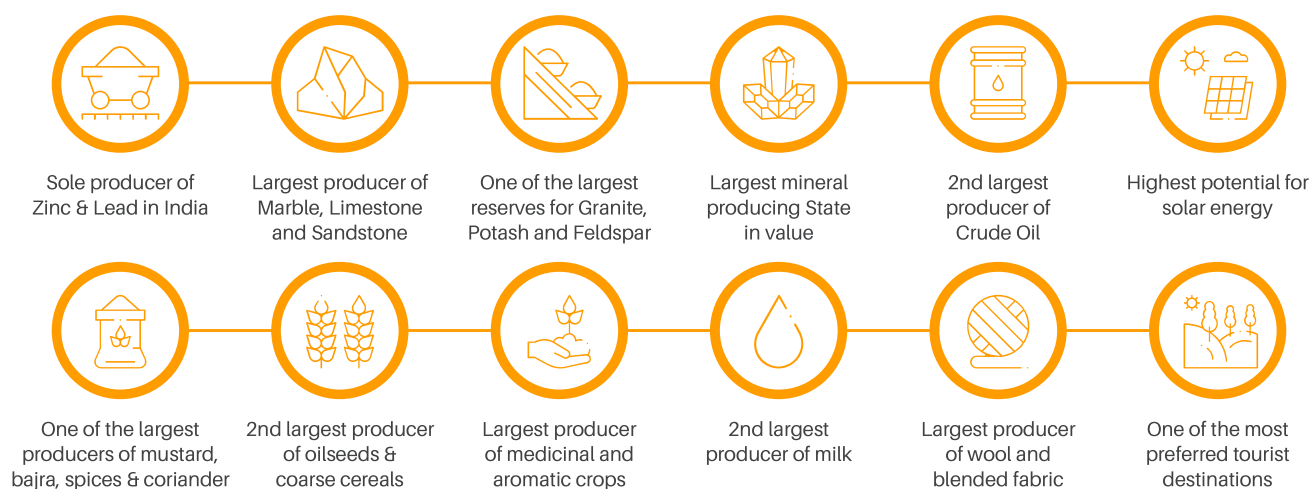 Sole producer of
Zinc & Lead in India
Largest producer of
Marble, Limestone
and Sandstone
One of the largest
reserves for Granite,
Potash and Feldspar
Largest mineral
producing State
in value
2nd largest
producer of
Crude Oil
Highest potential for
solar energy
One of the largest
producers of mustard,
bajra, spices & coriander
2nd largest producer
of oilseeds &
coarse cereals
Largest producer
of medicinal and
aromatic crops
2nd largest
producer of milk
Largest producer
of wool and
blended fabric
One of the most
preferred tourist
destinations